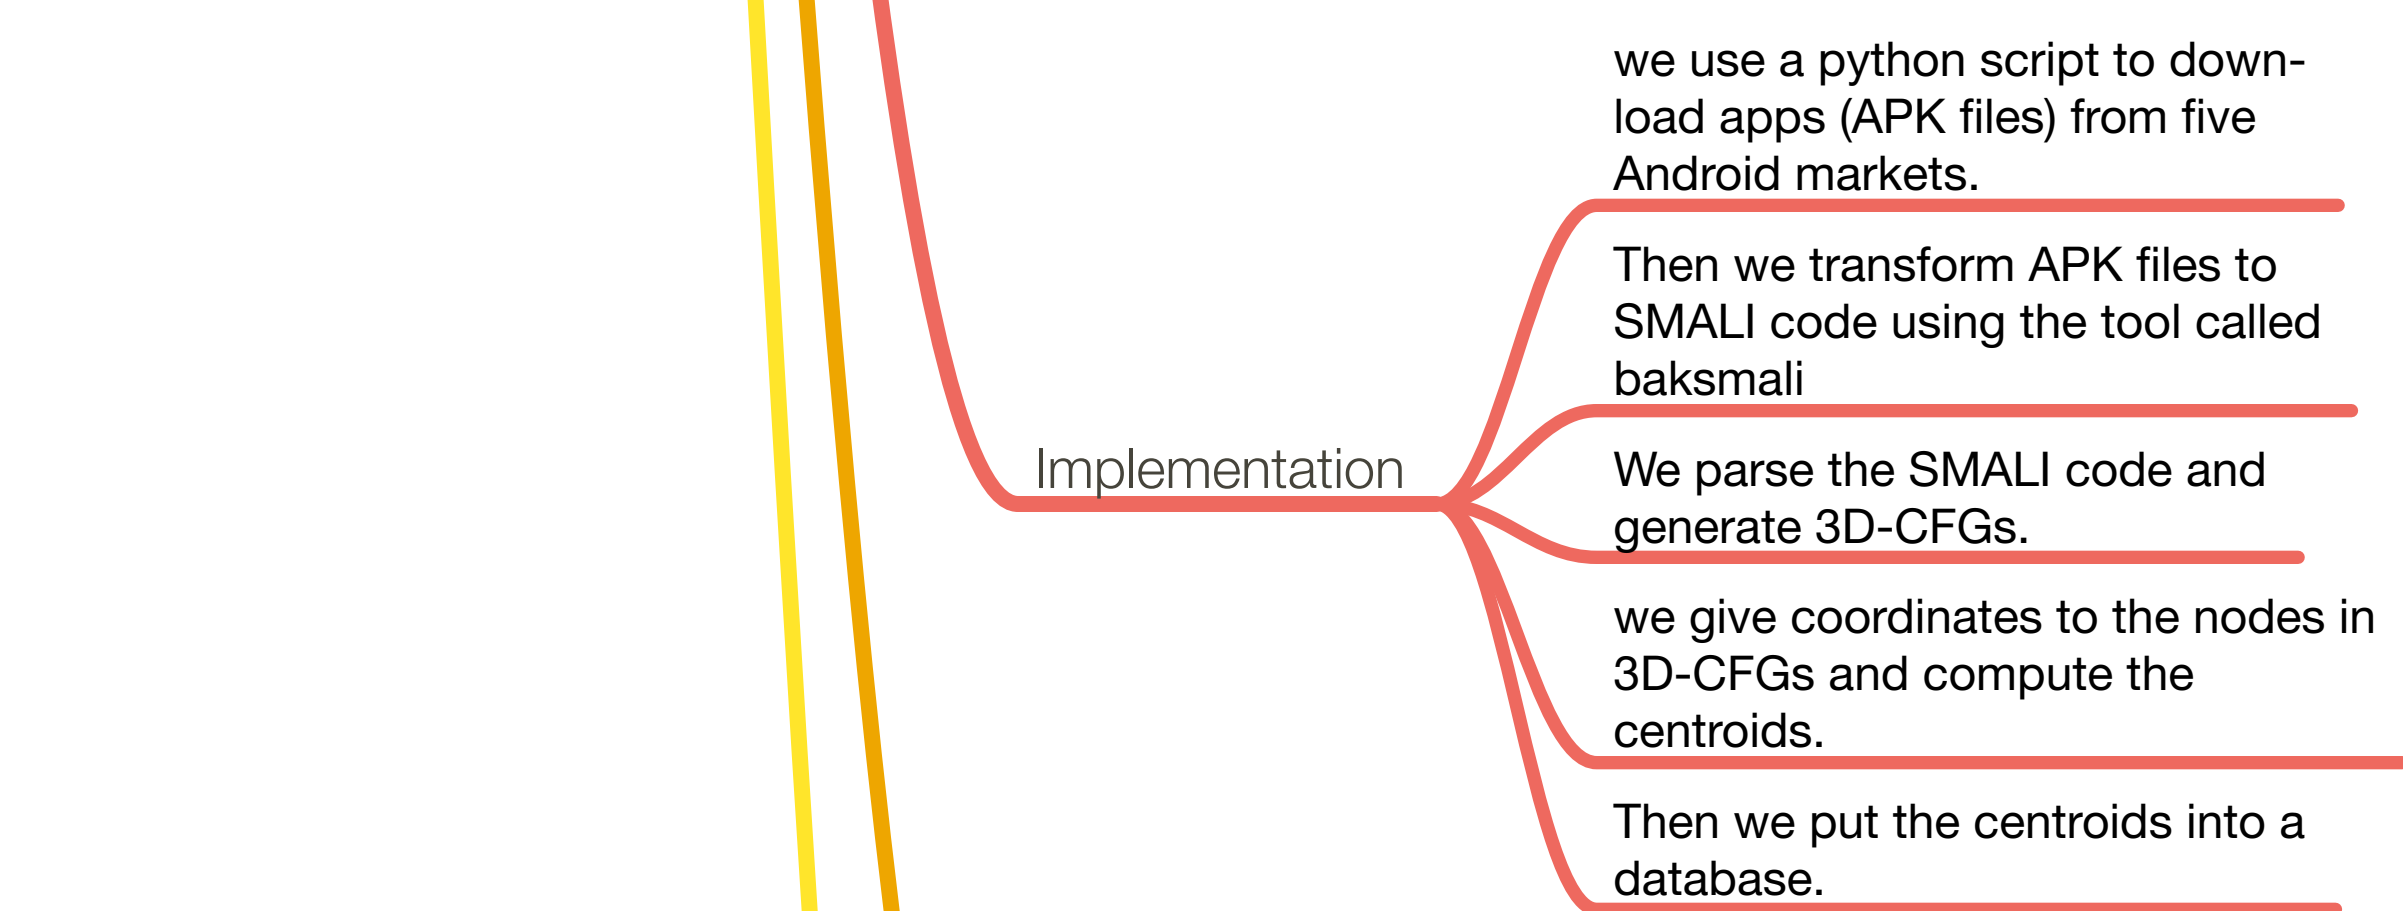 we use a python script to down-
load apps (APK files) from five
Android markets.
Then we transform APK files to
SMALI code using the tool called
baksmali
Implementation
We parse the SMALI code and
generate 3D-CFGs.
we give coordinates to the nodes in
3D-CFGs and compute the
centroids.
Then we put the centroids into a
database.